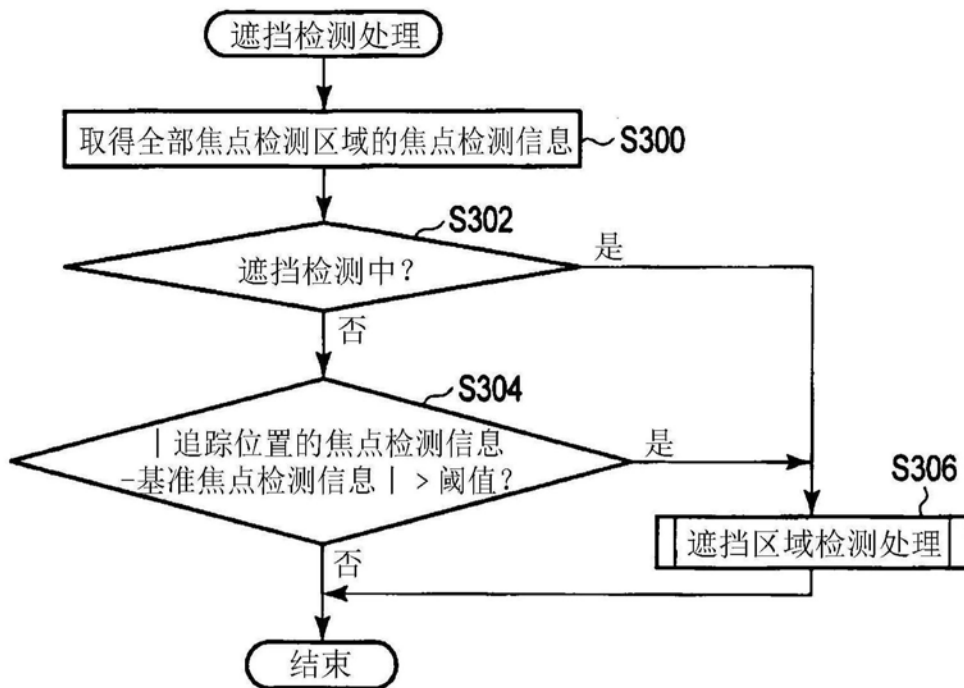 遮挡检测处理
取得全部焦点检测区域的焦点检测信息
S300
S302
遮挡检测中？
是
否
S304
|追踪位置的焦点检测信息
-基准焦点检测信息|>阈值？
是
S306
遮挡区域检测处理
否
结束